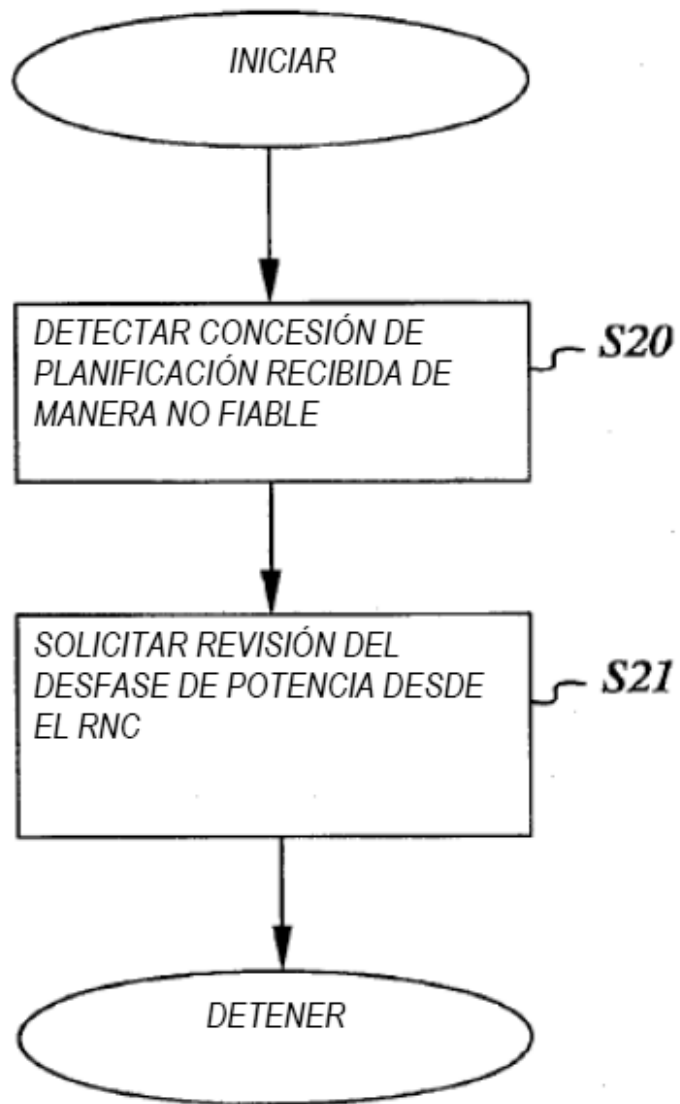 INICIAR
DETECTAR CONCESIÓN DE
PLANIFICACIÓN RECIBIDA DE
MANERA NO FIABLE
S20
SOLICITAR REVISIÓN DEL
DESFASE DE POTENCIA DESDE
EL RNC
S21
DETENER